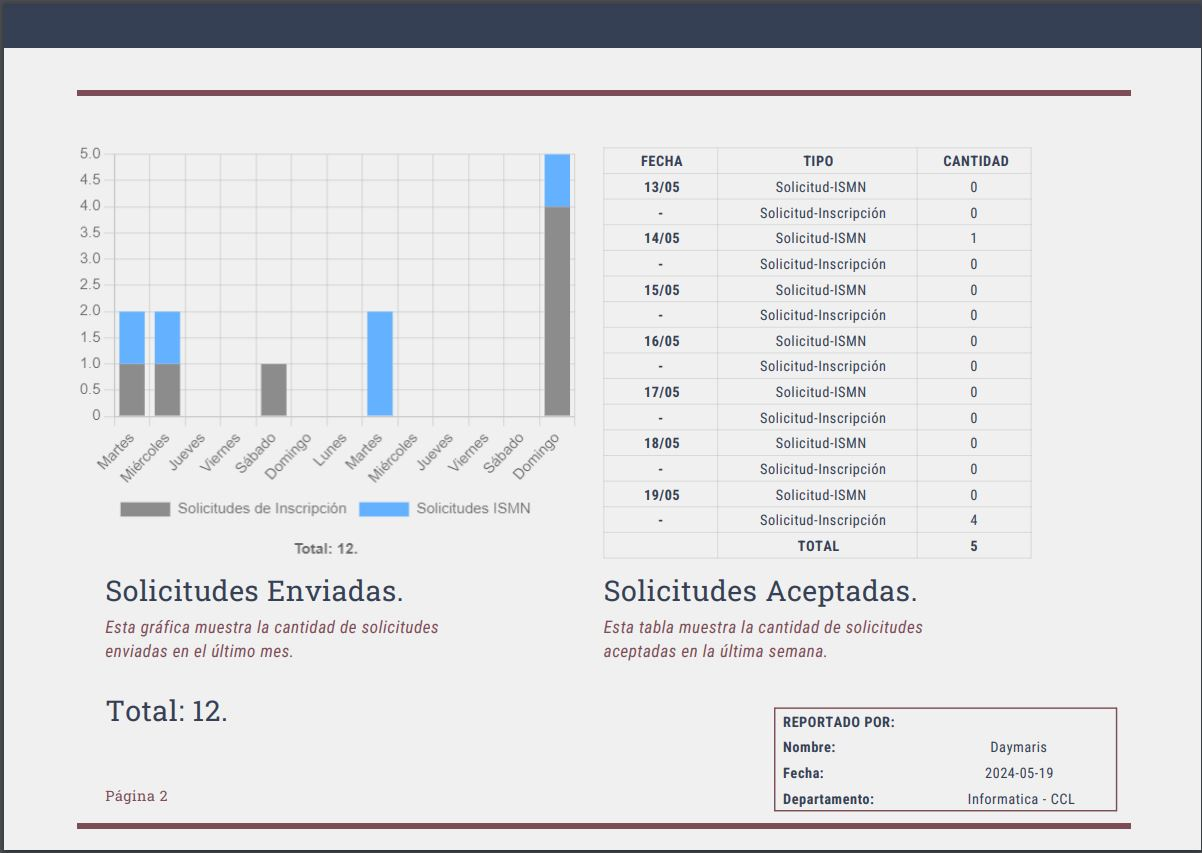 5.0
4.5
4.0
3.5
3.0
2.5
2.0
1.5
1.0
0.5
0
Martes
Miércoles
Jueves
Viernes
Sábado
Domingo
Lunes
Martes
Miércoles
Jueves
Viernes
Sábado
Domingo
Solicitudes de Inscripción Solicitudes ISMN
Total: 12.
Solicitudes Enviadas.
Esta gráfica muestra la cantidad de solicitudes
enviadas en el último mes.
Total: 12.
FECHA TIPO CANTIDAD
13/05 Solicitud-ISMN 0
- Solicitud-Inscripción 0
14/05 Solicitud-ISMN 1
- Solicitud-Inscripción 0
15/05 Solicitud-ISMN 0
- Solicitud-Inscripción 0
16/05 Solicitud-ISMN 0
- Solicitud-Inscripción 0
17/05 Solicitud-ISMN 0
- Solicitud-Inscripción 0
18/05 Solicitud-ISMN 0
- Solicitud-Inscripción 0
19/05 Solicitud-ISMN 0
- Solicitud-Inscripción 4
TOTAL 5
Solicitudes Aceptadas.
Esta tabla muestra la cantidad de solicitudes
aceptadas en la última semana.
REPORTADO POR:
Nombre: Daymaris
Fecha: 2024-05-19
Departamento: Informatica - CCL
Página 2